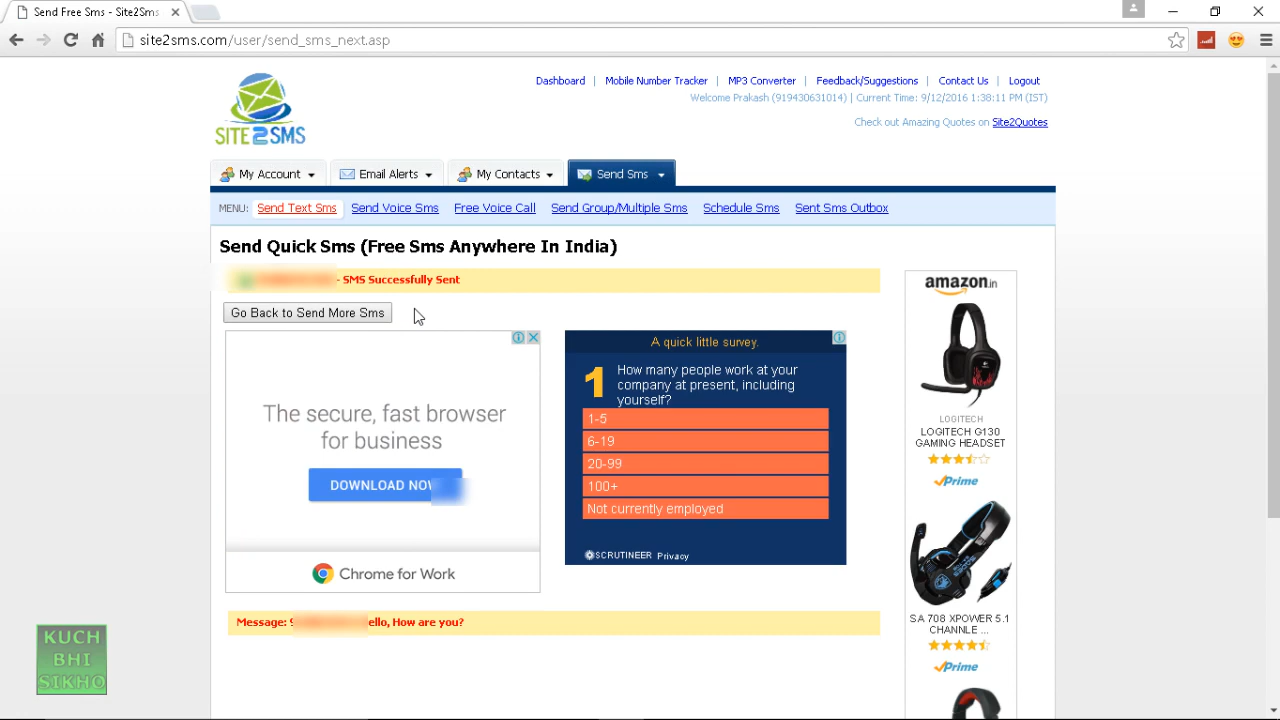 Send Free Sms - Site2Sms
site2sms.com/user/send_sms_next.asp
SITE2SMS
Dashboard | Mobile Number Tracker | MP3 Converter | Feedback/Suggestions | Contact Us | Logout
Welcome Prakash (919430631014) | Current Time: 9/12/2016 1:38:11 PM (IST)
Check out Amazing Quotes on Site2Quotes
My Account Email Alerts My Contacts Send Sms
MENU: Send Text Sms Send Voice Sms Free Voice Call Send Group/Multiple Sms Schedule Sms Sent Sms Outbox
Send Quick Sms (Free Sms Anywhere In India)
- SMS Successfully Sent
Go Back to Send More Sms
The secure, fast browser
for business
DOWNLOAD NOW
Chrome for Work
A quick little survey.
1 How many people work at your
company at present, including
yourself?
1-5
6-19
20-99
100+
Not currently employed
SCRUTINEER Privacy
amazon.in
LOGITECH
LOGITECH G130
GAMING HEADSET
Prime
SA 708 XPOWER 5.1
CHANNLE ...
Prime
Message: 9 ello, How are you?
KUCH
BHI
SIKHO